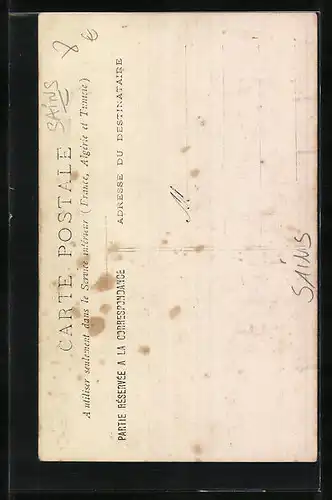 SAINS
8 €
CARTE POSTALE
A utiliser seulement dans le Service intérieur (France, Algérie et Tunisie)
PARTIE RÉSERVÉE A LA CORRESPONDANCE
ADRESSE DU DESTINATAIRE
M
SAINS